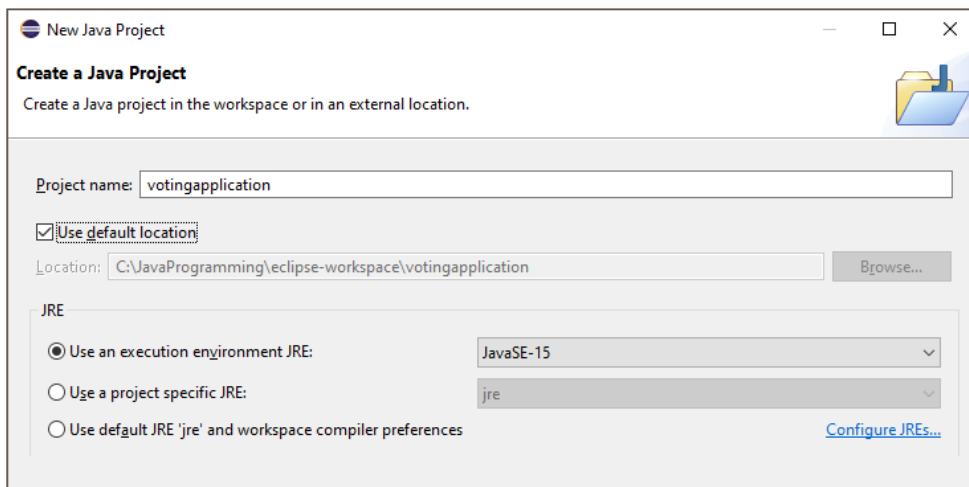 New Java Project
Create a Java Project
Create a Java project in the workspace or in an external location.
Project name: votingapplication
Use default location
Location: C:\JavaProgramming\eclipse-workspace\votingapplication Browse...
JRE
Use an execution environment JRE: JavaSE-15
Use a project specific JRE: jre
Use default JRE 'jre' and workspace compiler preferences Configure JREs...